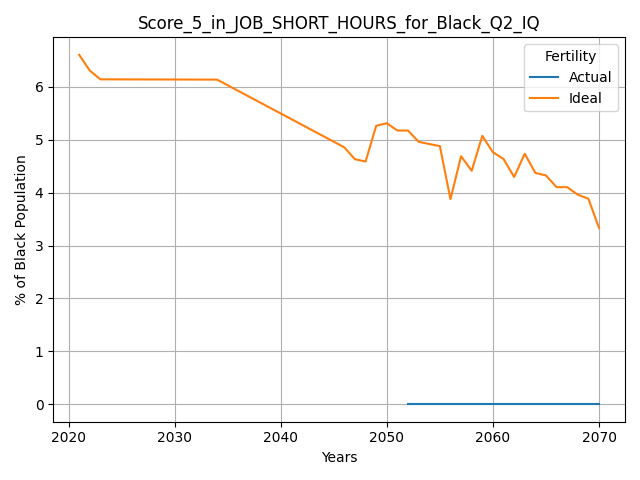 Score_5_in_JOB_SHORT_HOURS_for_Black_Q2_IQ
Fertility
Actual
Ideal
% of Black Population
6
5
4
3
2
1
0
2020 2030 2040 2050 2060 2070
Years